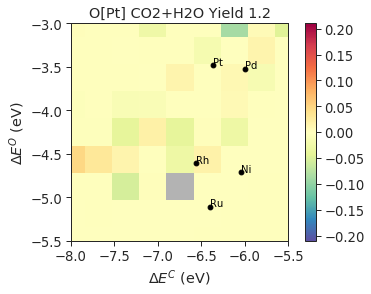 O[Pt] CO2+H2O Yield 1.2
−3.0
−3.5
−4.0
−4.5
−5.0
−5.5
ΔE^O (eV)
Pt
Pd
Rh
Ni
Ru
−8.0 −7.5 −7.0 −6.5 −6.0 −5.5
ΔE^C (eV)
0.20
0.15
0.10
0.05
0.00
−0.05
−0.10
−0.15
−0.20